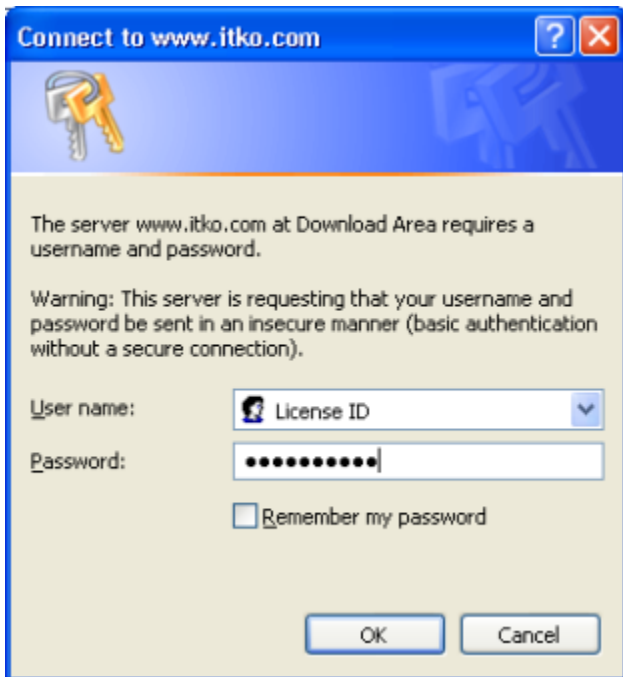 Connect to www.itko.com
The server www.itko.com at Download Area requires a
username and password.
Warning: This server is requesting that your username and
password be sent in an insecure manner (basic authentication
without a secure connection).
User name:
License ID
Password:
●●●●●●●●●●
Remember my password
OK
Cancel